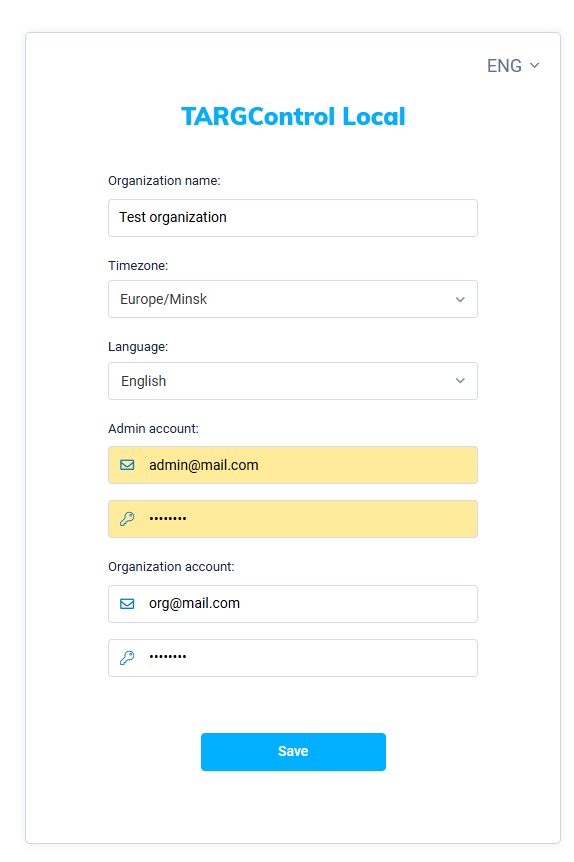 ENG
TARGControl Local
Organization name:
Test organization
Timezone:
Europe/Minsk
Language:
English
Admin account:
admin@mail.com
••••••••
Organization account:
org@mail.com
••••••••
Save